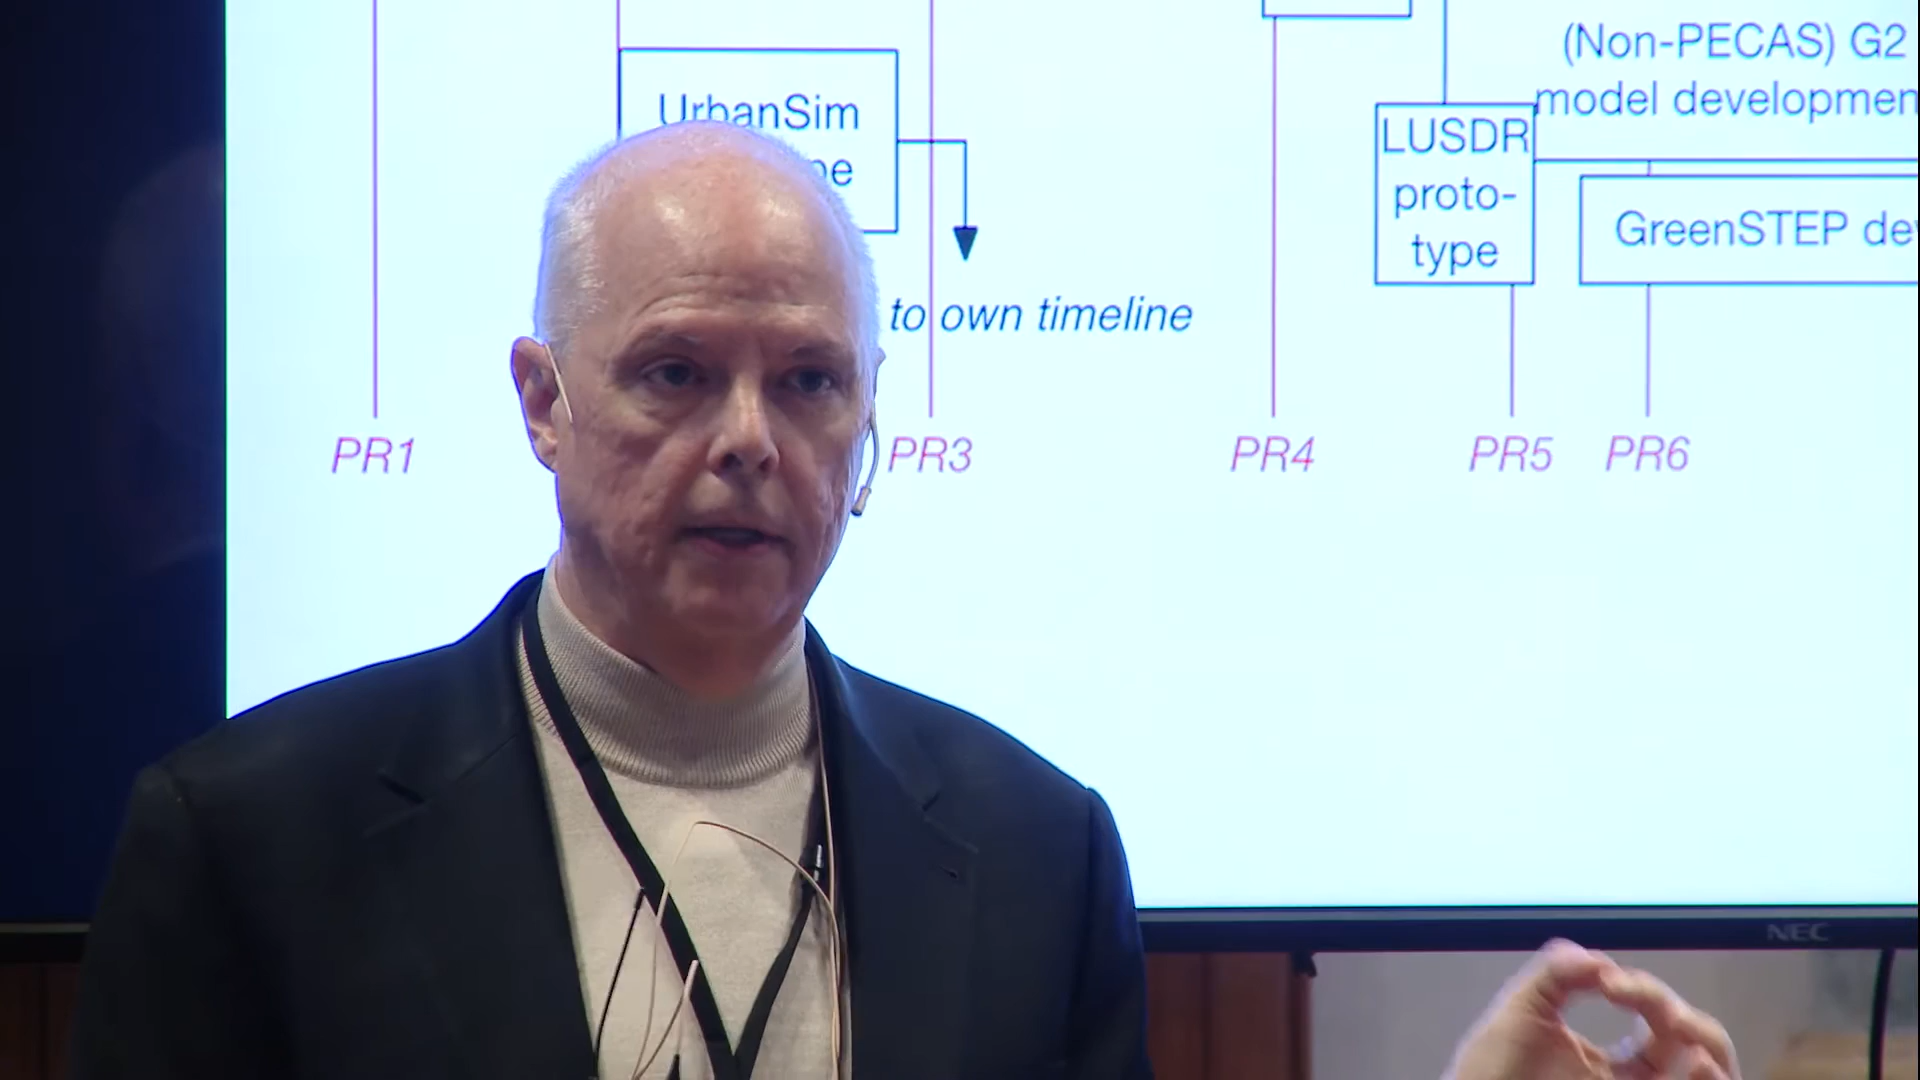 (Non-PECAS) G2
model developmen
UrbanSim
LUSDR
proto-
type
GreenSTEP
to own timeline
PR1
PR3
PR4
PR5
PR6
NEC